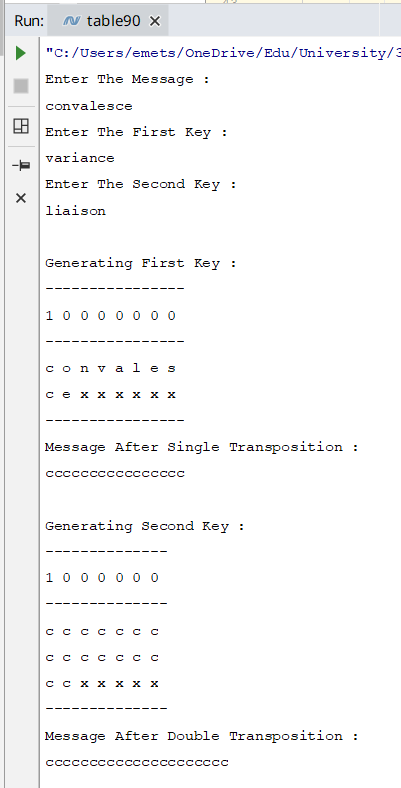 Run: table90
"C:/Users/emets/OneDrive/Edu/University/3
Enter The Message :
convalesce
Enter The First Key :
variance
Enter The Second Key :
liaison
Generating First Key :
----------------
1 0 0 0 0 0 0 0
----------------
c o n v a l e s
c e x x x x x x
----------------
Message After Single Transposition :
cccccccccccccccc
Generating Second Key :
--------------
1 0 0 0 0 0 0
--------------
c c c c c c c
c c c c c c c
c c x x x x x
--------------
Message After Double Transposition :
ccccccccccccccccccccc